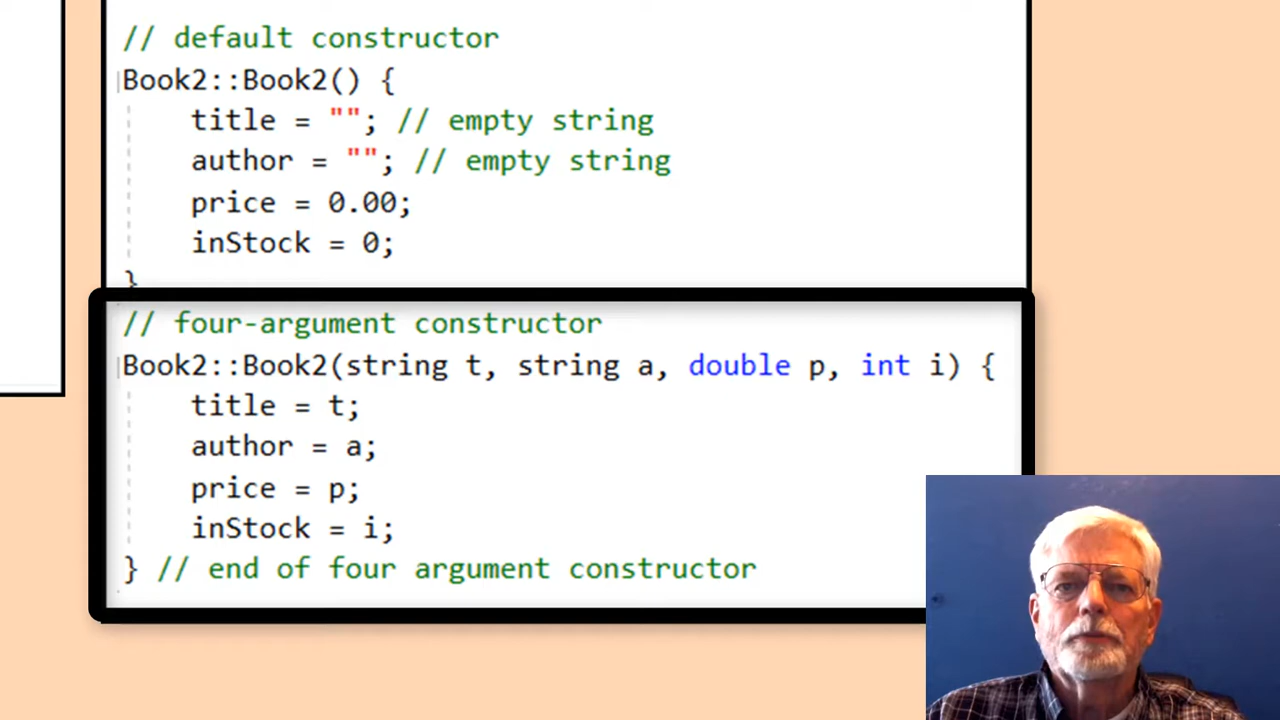 // default constructor
Book2::Book2() {
title = ""; // empty string
author = ""; // empty string
price = 0.00;
inStock = 0;
}
// four-argument constructor
Book2::Book2(string t, string a, double p, int i) {
title = t;
author = a;
price = p;
inStock = i;
} // end of four argument constructor